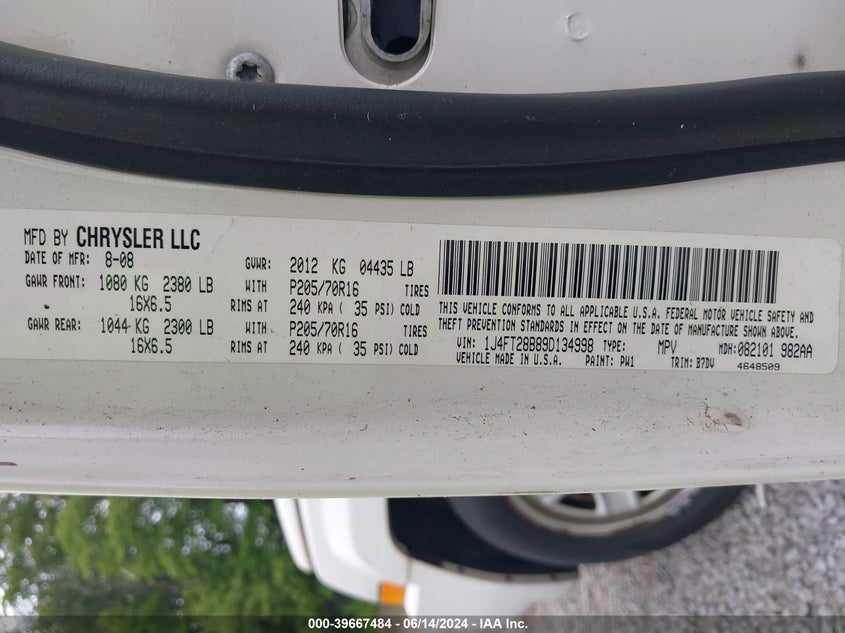 MFD BY CHRYSLER LLC
DATE OF MFR: 8-08 GVWR: 2012 KG 04435 LB
GAWR FRONT: 1080 KG 2380 LB WITH P205/70R16 TIRES
16X6.5 RIMS AT 240 KPA ( 35 PSI) COLD
GAWR REAR: 1044 KG 2300 LB WITH P205/70R16 TIRES
16X6.5 RIMS AT 240 KPA ( 35 PSI) COLD
THIS VEHICLE CONFORMS TO ALL APPLICABLE U.S.A. FEDERAL MOTOR VEHICLE SAFETY AND
THEFT PREVENTION STANDARDS IN EFFECT ON THE DATE OF MANUFACTURE SHOWN ABOVE.
VIN: 1J4FT28B89D134998 TYPE: MPV MDH: 082101 982AA
VEHICLE MADE IN U.S.A. PAINT: PW1 TRIM: B7DV 4648509
000-39667484 - 06/14/2024 - IAA Inc.